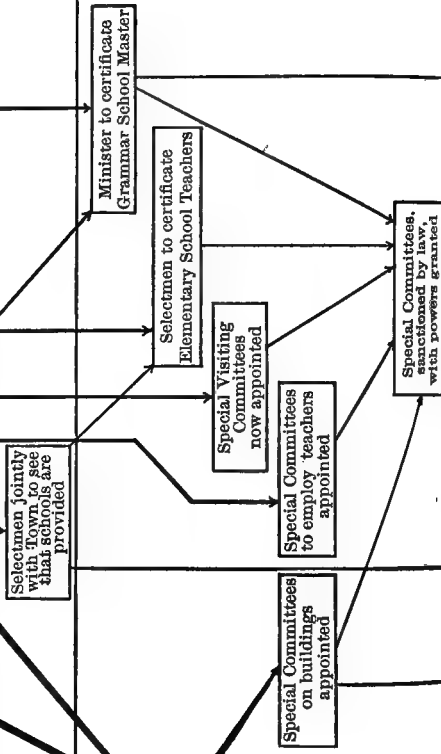 Minister to certificate
Grammar School Master
Selectmen to certificate
Elementary School Teachers
Special Visiting
Committees
now appointed
Selectmen jointly
with Town to see
that schools are
provided
Special Committees
to employ teachers
appointed
Special Committees
on buildings
appointed
Special Committees.
sanctioned by law,
with powers granted